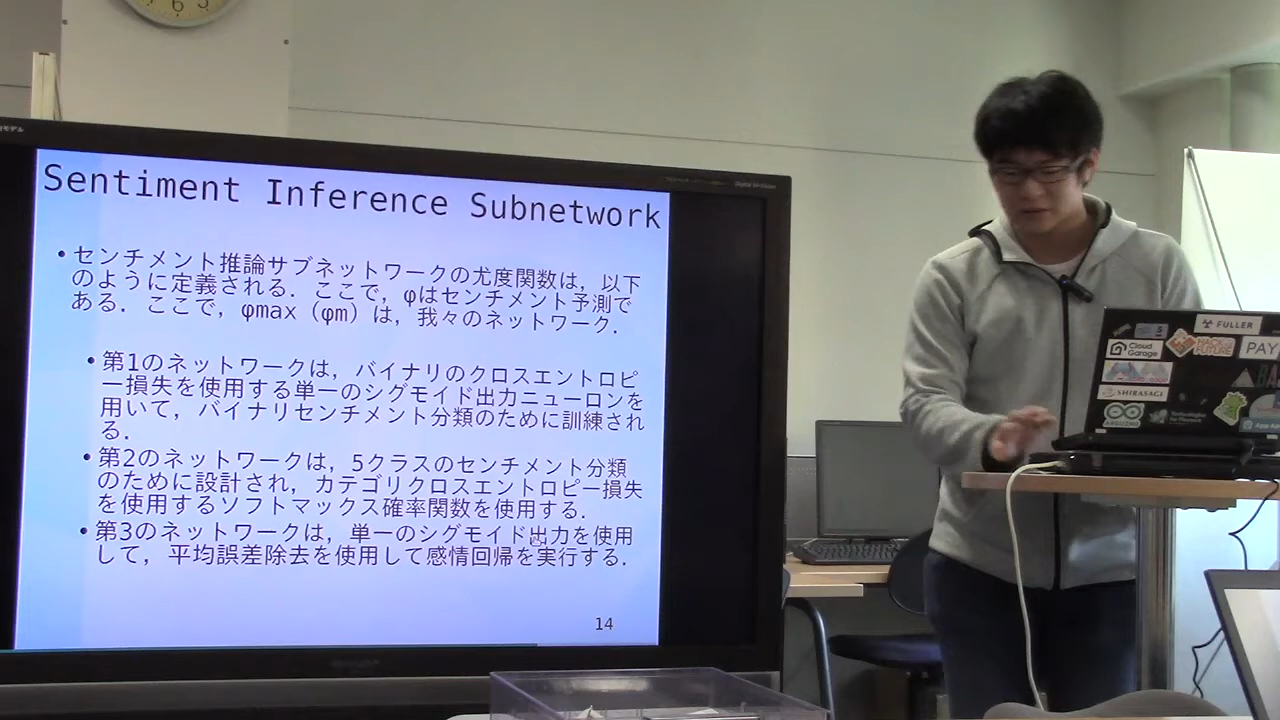 Sentiment Inference Subnetwork
•センチメント推論サブネットワークの尤度関数は，以下
のように定義される．ここで，φはセンチメント予測で
ある．ここで，φmax（φm）は，我々のネットワーク．
•第1のネットワークは，バイナリのクロスエントロピ
ー損失を使用する単一のシグモイド出力ニューロンを
用いて，バイナリセンチメント分類のために訓練され
る．
•第2のネットワークは，5クラスのセンチメント分類
のために設計され，カテゴリクロスエントロピー損失
を使用するソフトマックス確率関数を使用する．
•第3のネットワークは，単一のシグモイド出力を使用
して，平均誤差除去を使用して感情回帰を実行する．
14
FULLER
Cloud
Garage
PAY
SHIRASAGI
ARDUINO